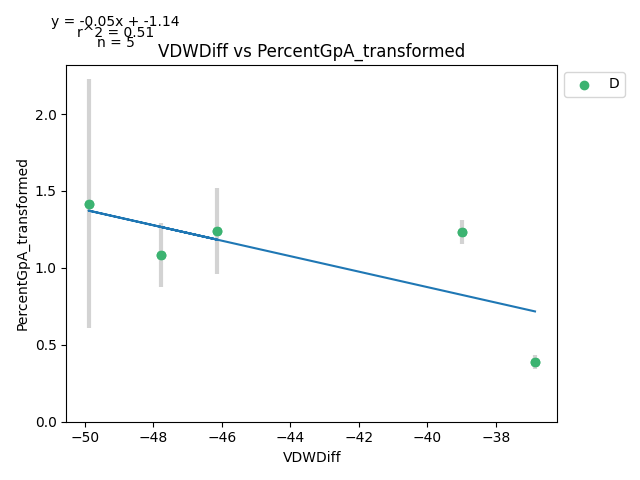 y = -0.05x + -1.14
r^2 = 0.51
n = 5
VDWDiff vs PercentGpA_transformed
D
PercentGpA_transformed
2.0
1.5
1.0
0.5
0.0
−50
−48
−46
−44
−42
−40
−38
VDWDiff